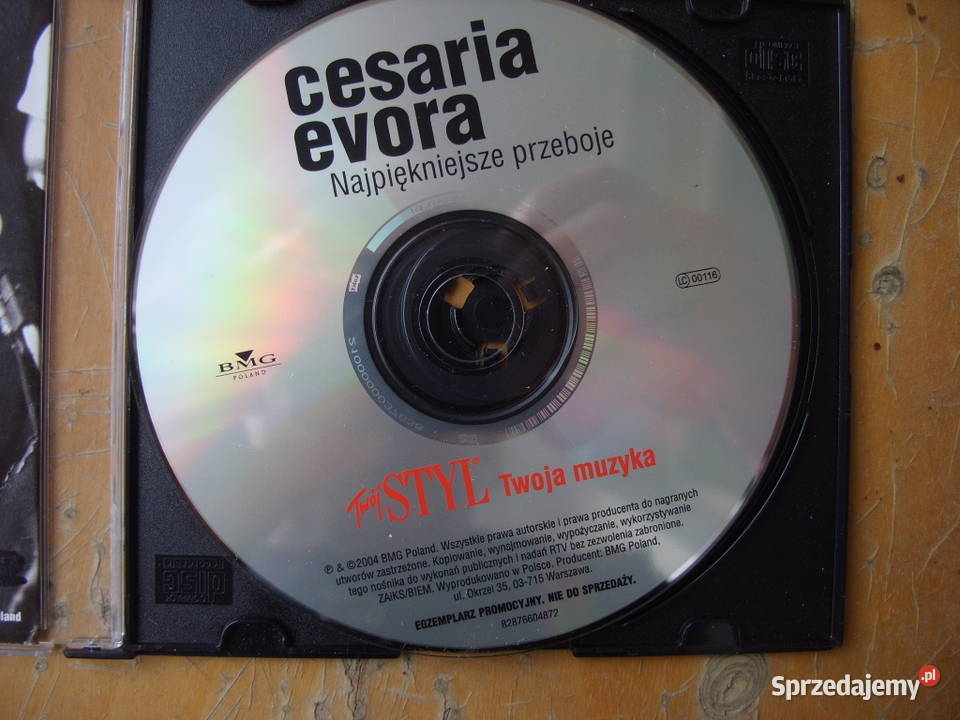 cesaria
evora
Najpiękniejsze przeboje
LC 00116
BMG
POLAND
Twój STYL Twoja muzyka
℗ & ©2004 BMG Poland. Wszystkie prawa autorskie i prawa producenta do nagranych
utworów zastrzeżone. Kopiowanie, wynajmowanie, wypożyczanie, wykorzystywanie
tego nośnika do wykonań publicznych i nadań RTV bez zezwolenia zabronione.
ZAiKS/BIEM. Wyprodukowano w Polsce. Producent: BMG Poland,
ul. Okrzei 35, 03-715 Warszawa.
EGZEMPLARZ PROMOCYJNY. NIE DO SPRZEDAŻY.
82876604872
Sprzedajemy.pl